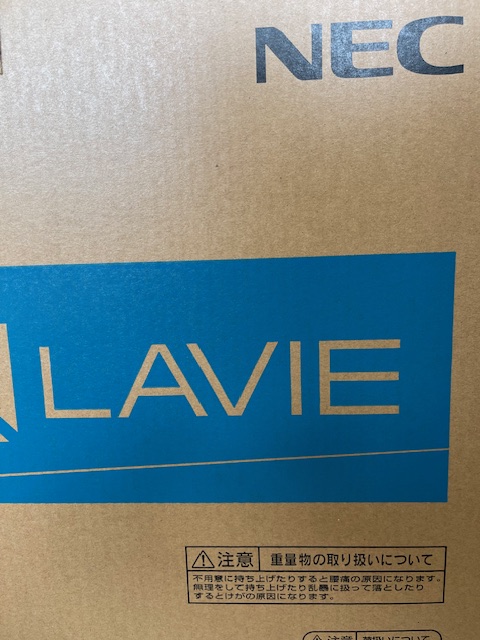 NEC
LAVIE
注意 重量物の取り扱いについて
不用意に持ち上げたりすると腰痛の原因になります。
無理をして持ち上げたり乱暴に扱って落としたり
するとけがの原因になります。
注意